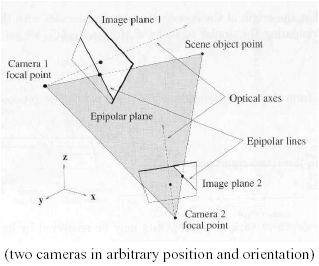 Image plane 1
Scene object point
Camera 1
focal point
Optical axes
Epipolar plane
Epipolar lines
z
Image plane 2
y
x
Camera 2
focal point
(two cameras in arbitrary position and orientation)